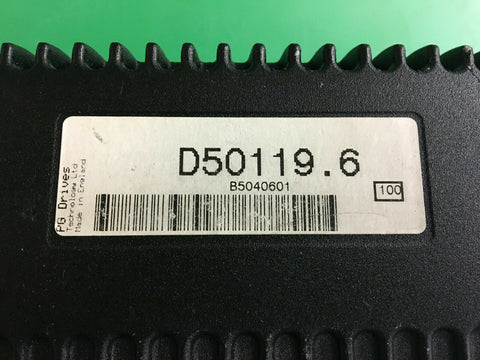 PG Drives
Technology Ltd
Made in England
D50119.6
B5040601
100